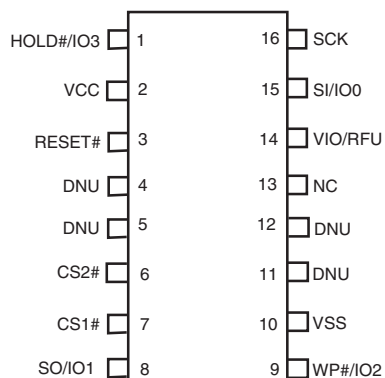 HOLD#/IO3 1 16 SCK
VCC 2 15 SI/IO0
RESET# 3 14 VIO/RFU
DNU 4 13 NC
DNU 5 12 DNU
CS2# 6 11 DNU
CS1# 7 10 VSS
SO/IO1 8 9 WP#/IO2